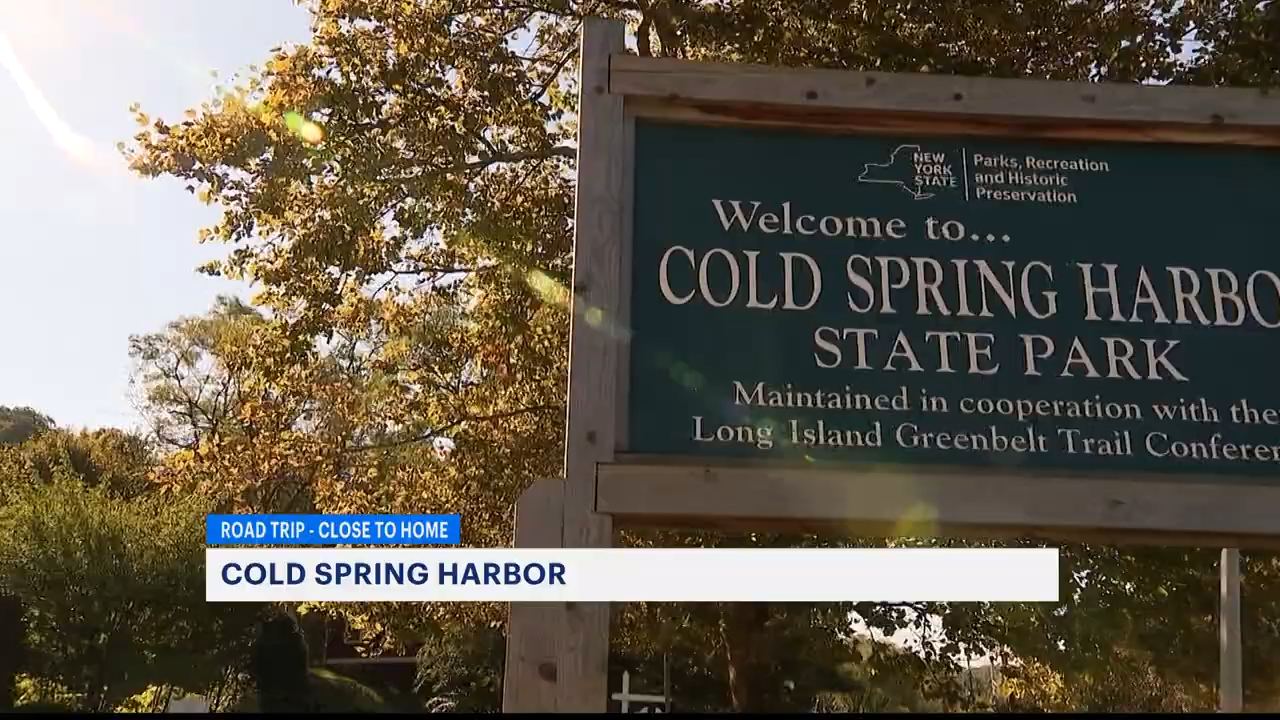 NEW
YORK
STATE
Parks, Recreation
and Historic
Preservation
Welcome to...
COLD SPRING HARBO
STATE PARK
Maintained in cooperation with the
Long Island Greenbelt Trail Conferen
ROAD TRIP - CLOSE TO HOME
COLD SPRING HARBOR